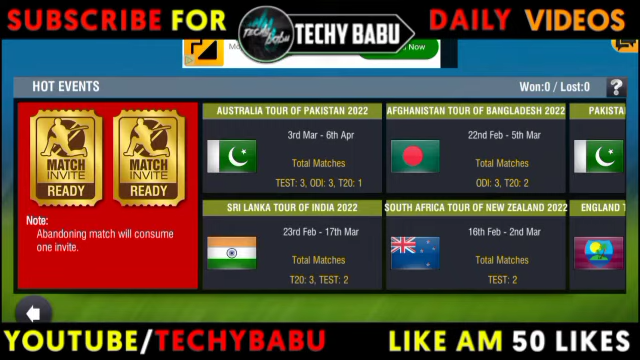 SUBSCRIBE FOR
TECHY BABU
DAILY VIDEOS
HOT EVENTS
Won:0 / Lost:0
?
MATCH
INVITE
READY
MATCH
INVITE
READY
Note:
Abandoning match will consume
one invite.
AUSTRALIA TOUR OF PAKISTAN 2022
3rd Mar - 6th Apr
Total Matches
TEST: 3, ODI: 3, T20: 1
AFGHANISTAN TOUR OF BANGLADESH 2022
22nd Feb - 5th Mar
Total Matches
ODI: 3, T20: 2
SRI LANKA TOUR OF INDIA 2022
23rd Feb - 17th Mar
Total Matches
T20: 3, TEST: 2
SOUTH AFRICA TOUR OF NEW ZEALAND 2022
16th Feb - 2nd Mar
Total Matches
TEST: 2
ENGLAND T
YOUTUBE/TECHYBABU
LIKE AM 50 LIKES